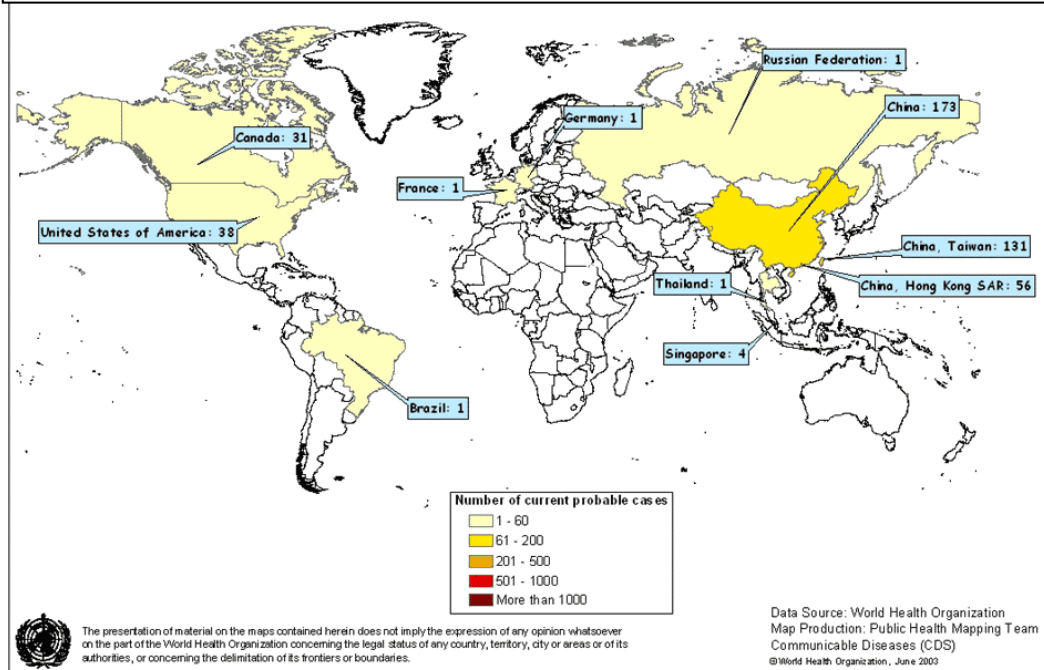 Russian Federation: 1
China: 173
Germany: 1
Canada: 31
France: 1
United States of America: 38
China, Taiwan: 131
Thailand: 1
China, Hong Kong SAR: 56
Singapore: 4
Brazil: 1
Number of current probable cases
1 - 60
61 - 200
201 - 500
501 - 1000
More than 1000
The presentation of material on the maps contained herein does not imply the expression of any opinion whatsoever
on the part of the World Health Organization concerning the legal status of any country, territory, city or areas or of its
authorities, or concerning the delimitation of its frontiers or boundaries.
Data Source: World Health Organization
Map Production: Public Health Mapping Team
Communicable Diseases (CDS)
©World Health Organization, June 2003